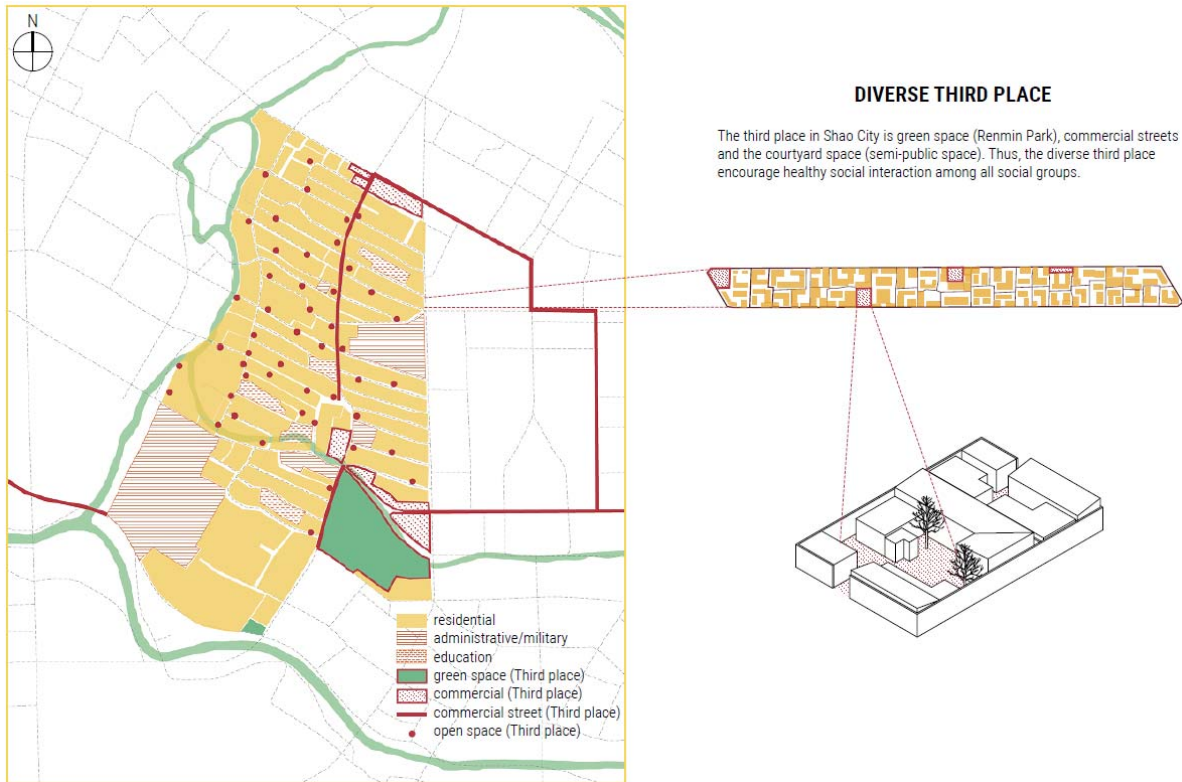 N
DIVERSE THIRD PLACE
The third place in Shao City is green space (Renmin Park), commercial streets
and the courtyard space (semi-public space). Thus, the diverse third place
encourage healthy social interaction among all social groups.
residential
administrative/military
education
green space (Third place)
commercial (Third place)
commercial street (Third place)
open space (Third place)